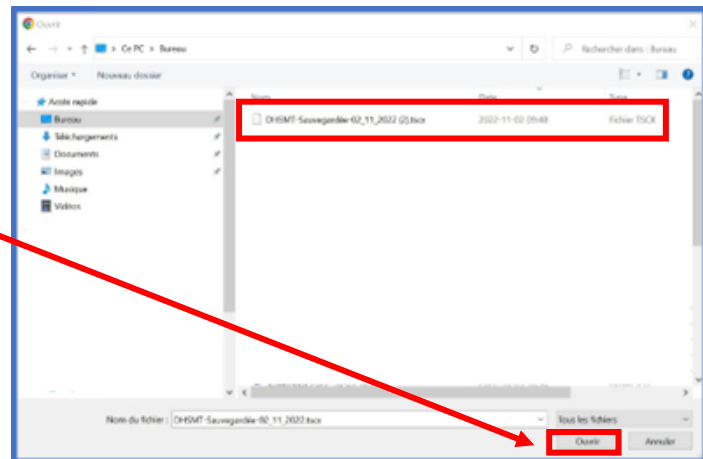 Ouvrir
Ce PC > Bureau
Rechercher dans : Bureau
Organiser
Nouveau dossier
Nom
Date
Type
Accès rapide
Bureau
Téléchargements
Documents
Images
Musique
Vidéos
DHSMT-Sauvegardée-02_11_2022 (2).tscx
2022-11-02 09:48
Fichier TSCX
Nom du fichier :
DHSMT-Sauvegardée-02_11_2022.tscx
Tous les fichiers
Ouvrir
Annuler